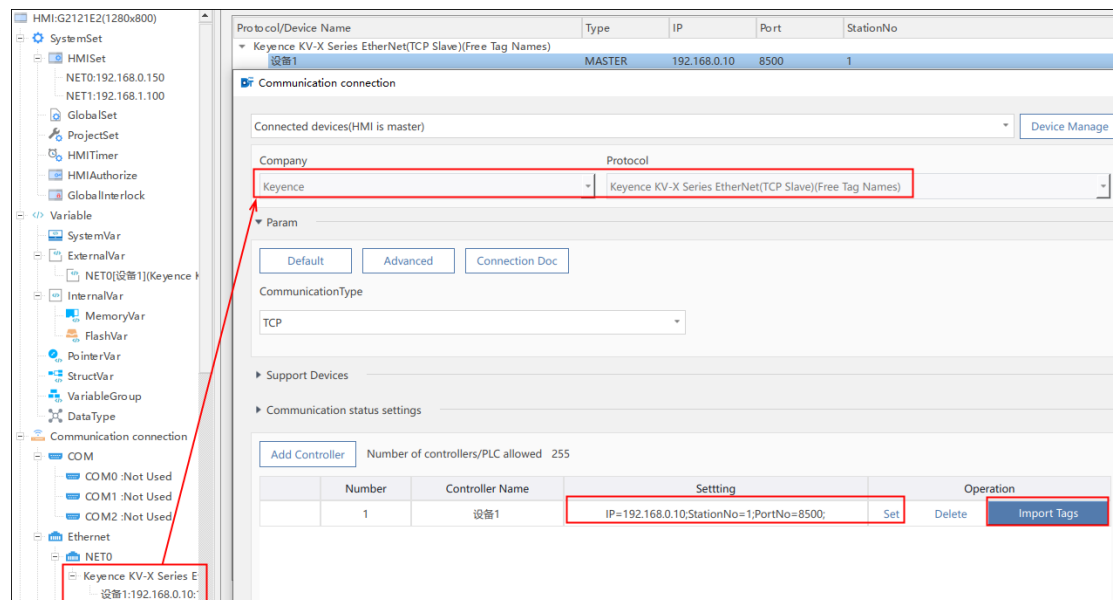 HMI:G2121E2(1280x800)
SystemSet
HMISet
NET0:192.168.0.150
NET1:192.168.1.100
GlobalSet
ProjectSet
HMITimer
HMIAuthorize
GlobalInterlock
Variable
SystemVar
ExternalVar
NET0[设备1](Keyence K
InternalVar
MemoryVar
FlashVar
PointerVar
StructVar
VariableGroup
DataType
Communication connection
COM
COM0 :Not Used
COM1 :Not Used
COM2 :Not Used
Ethernet
NET0
Keyence KV-X Series E
设备1:192.168.0.10:
Protocol/Device Name Type IP Port StationNo
Keyence KV-X Series EtherNet(TCP Slave)(Free Tag Names)
设备1 MASTER 192.168.0.10 8500 1
Communication connection
Connected devices(HMI is master) Device Manage
Company Protocol
Keyence Keyence KV-X Series EtherNet(TCP Slave)(Free Tag Names)
Param
Default Advanced Connection Doc
CommunicationType
TCP
Support Devices
Communication status settings
Add Controller Number of controllers/PLC allowed 255
Number Controller Name Settting Operation
1 设备1 IP=192.168.0.10;StationNo=1;PortNo=8500; Set Delete Import Tags